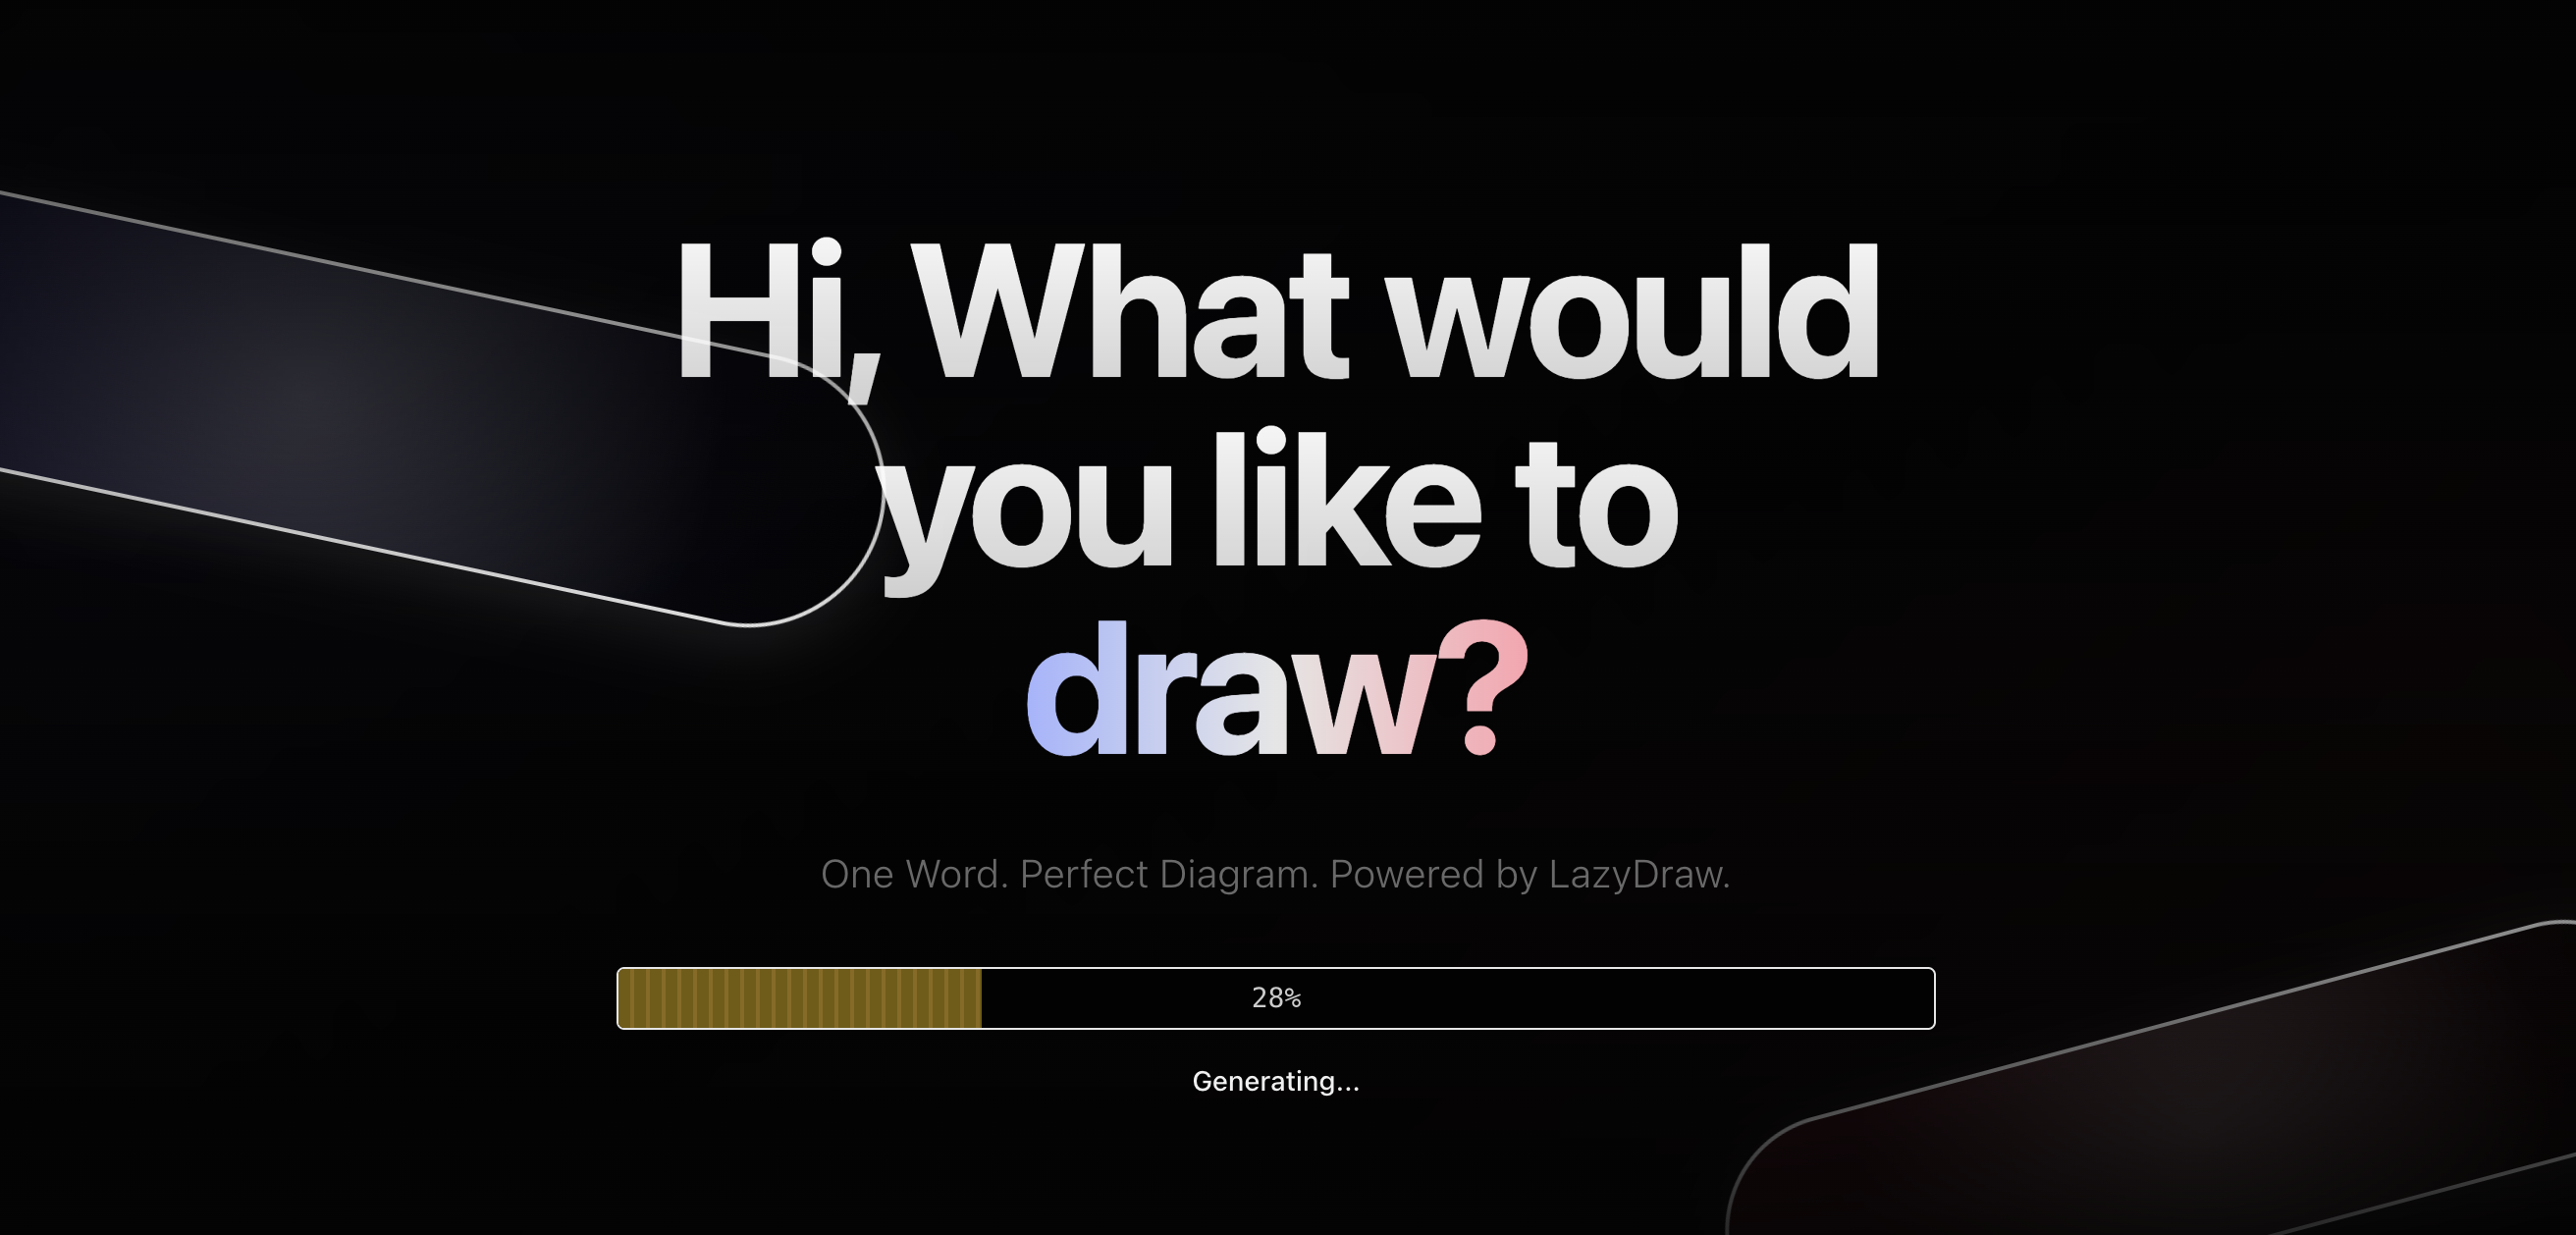 Hi, What would
you like to
draw?
One Word. Perfect Diagram. Powered by LazyDraw.
28%
Generating...